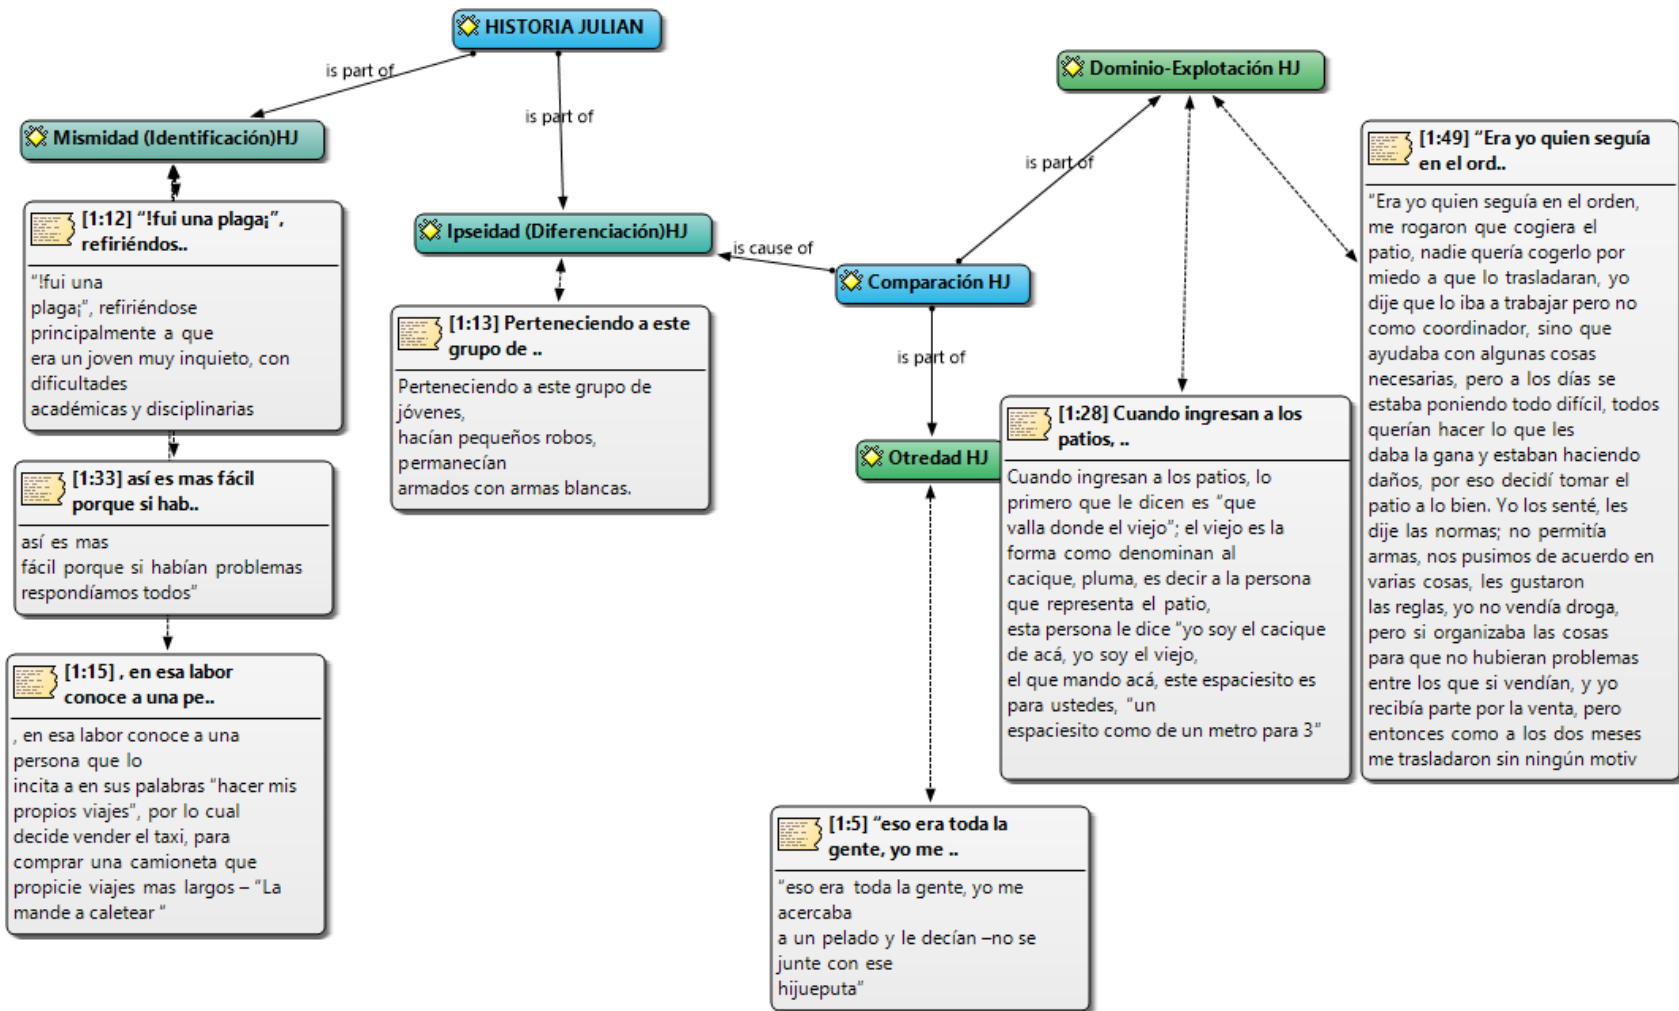 HISTORIA JULIAN
is part of
is part of
Mismidad (Identificación)HJ
[1:12] “!fui una plaga¡”,
refiriéndos..
“!fui una
plaga¡”, refiriéndose
principalmente a que
era un joven muy inquieto, con
dificultades
académicas y disciplinarias
[1:33] así es mas fácil
porque si hab..
así es mas
fácil porque si habían problemas
respondíamos todos”
[1:15] , en esa labor
conoce a una pe..
, en esa labor conoce a una
persona que lo
incita a en sus palabras “hacer mis
propios viajes”, por lo cual
decide vender el taxi, para
comprar una camioneta que
propicie viajes mas largos – “La
mande a caletear “
Ipseidad (Diferenciación)HJ
[1:13] Perteneciendo a este
grupo de ..
Perteneciendo a este grupo de
jóvenes,
hacían pequeños robos,
permanecían
armados con armas blancas.
is cause of
Comparación HJ
is part of
is part of
Otredad HJ
[1:5] “eso era toda la
gente, yo me ..
“eso era toda la gente, yo me
acercaba
a un pelado y le decían –no se
junte con ese
hijueputa”
Dominio-Explotación HJ
[1:28] Cuando ingresan a los
patios, ..
Cuando ingresan a los patios, lo
primero que le dicen es “que
valla donde el viejo”; el viejo es la
forma como denominan al
cacique, pluma, es decir a la persona
que representa el patio,
esta persona le dice “yo soy el cacique
de acá, yo soy el viejo,
el que mando acá, este espaciesito es
para ustedes, “un
espaciesito como de un metro para 3”
[1:49] “Era yo quien seguía
en el ord..
“Era yo quien seguía en el orden,
me rogaron que cogiera el
patio, nadie quería cogerlo por
miedo a que lo trasladaran, yo
dije que lo iba a trabajar pero no
como coordinador, sino que
ayudaba con algunas cosas
necesarias, pero a los días se
estaba poniendo todo difícil, todos
querían hacer lo que les
daba la gana y estaban haciendo
daños, por eso decidí tomar el
patio a lo bien. Yo los senté, les
dije las normas; no permitía
armas, nos pusimos de acuerdo en
varias cosas, les gustaron
las reglas, yo no vendía droga,
pero si organizaba las cosas
para que no hubieran problemas
entre los que si vendían, y yo
recibía parte por la venta, pero
entonces como a los dos meses
me trasladaron sin ningún motiv